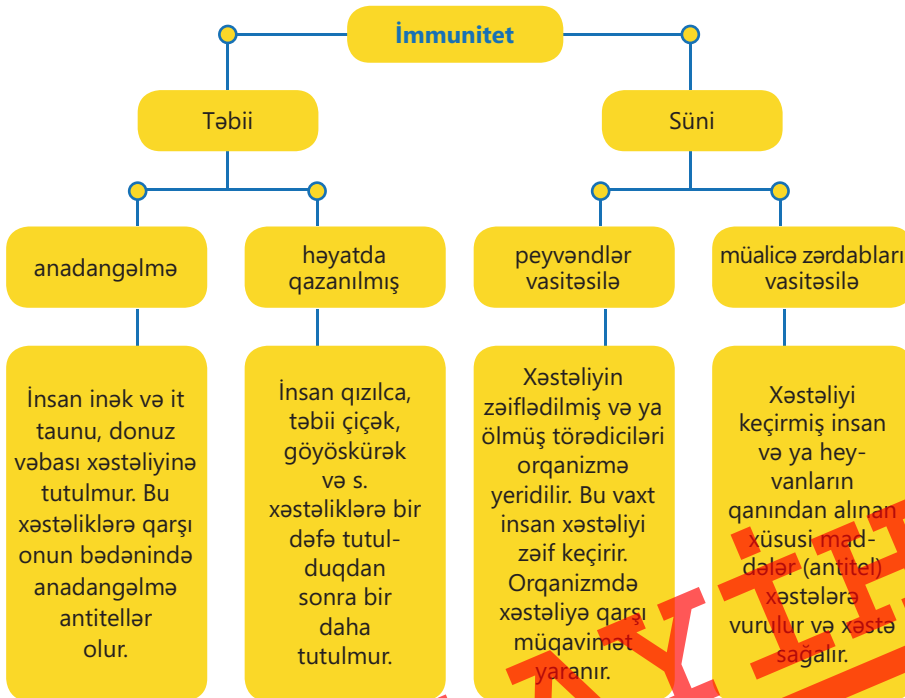 İmmunitet
Təbii
Süni
anadangəlmə
həyatda
qazanılmış
peyvəndlər
vasitəsilə
müalicə zərdabları
vasitəsilə
İnsan inək və it
taunu, donuz
vəbası xəstəliyinə
tutulmur. Bu
xəstəliklərə qarşı
onun bədənində
anadangəlmə
antitellər
olur.
İnsan qızılca,
təbii çiçək,
göyöskürək
və s.
xəstəliklərə bir
dəfə tutul-
duqdan
sonra bir
daha
tutulmur.
Xəstəliyin
zəiflədilmiş və ya
ölmüş törədiciləri
orqanizmə
yeridilir. Bu vaxt
insan xəstəliyi
zəif keçirir.
Orqanizmdə
xəstəliyə qarşı
müqavimət
yaranır.
Xəstəliyi
keçirmiş insan
və ya hey-
vanların
qanından alınan
xüsusi mad-
dələr (antitel)
xəstələrə
vurulur və xəstə
sağalır.